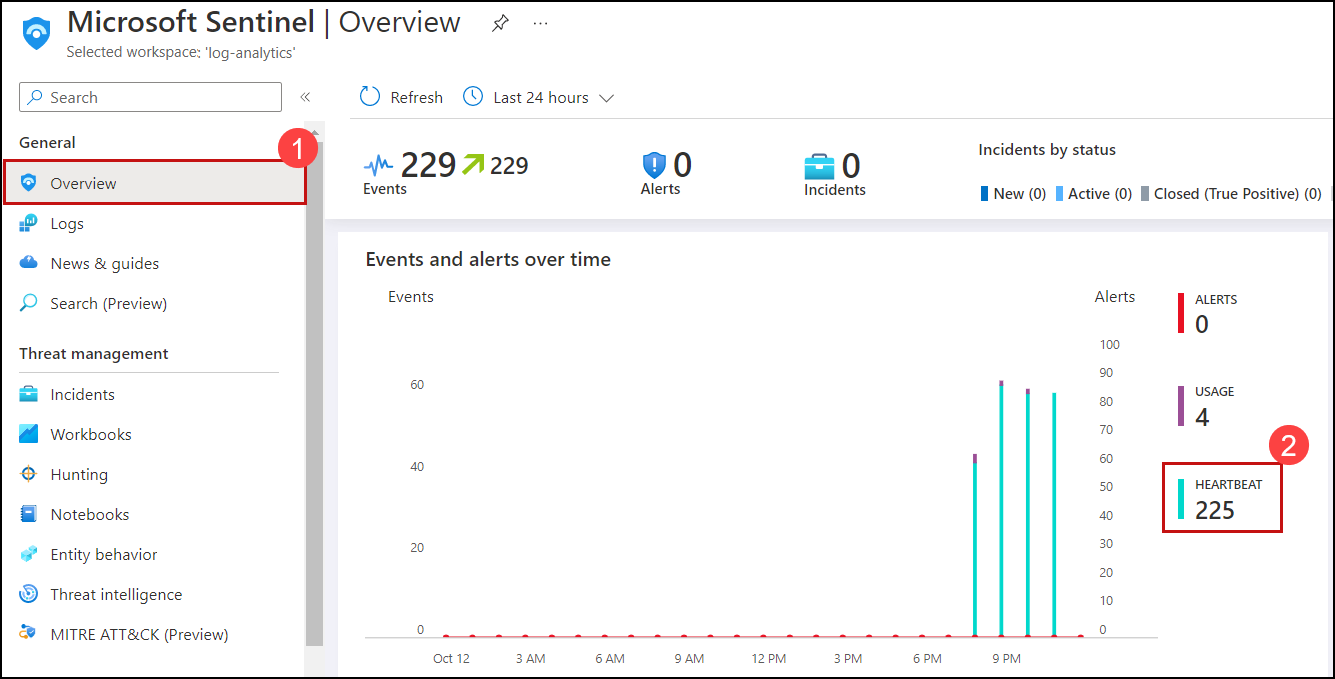 Microsoft Sentinel | Overview ...
Selected workspace: 'log-analytics'
Search «
Refresh Last 24 hours
General
1
Overview
Logs
News & guides
Search (Preview)
Threat management
Incidents
Workbooks
Hunting
Notebooks
Entity behavior
Threat intelligence
MITRE ATT&CK (Preview)
229 229
Events
0
Alerts
0
Incidents
Incidents by status
New (0) Active (0) Closed (True Positive) (0)
Events and alerts over time
Events
60
40
20
0
Oct 12 3 AM 6 AM 9 AM 12 PM 3 PM 6 PM 9 PM
Alerts
100
90
80
70
60
50
40
30
20
10
0
ALERTS
0
USAGE
4
2
HEARTBEAT
225